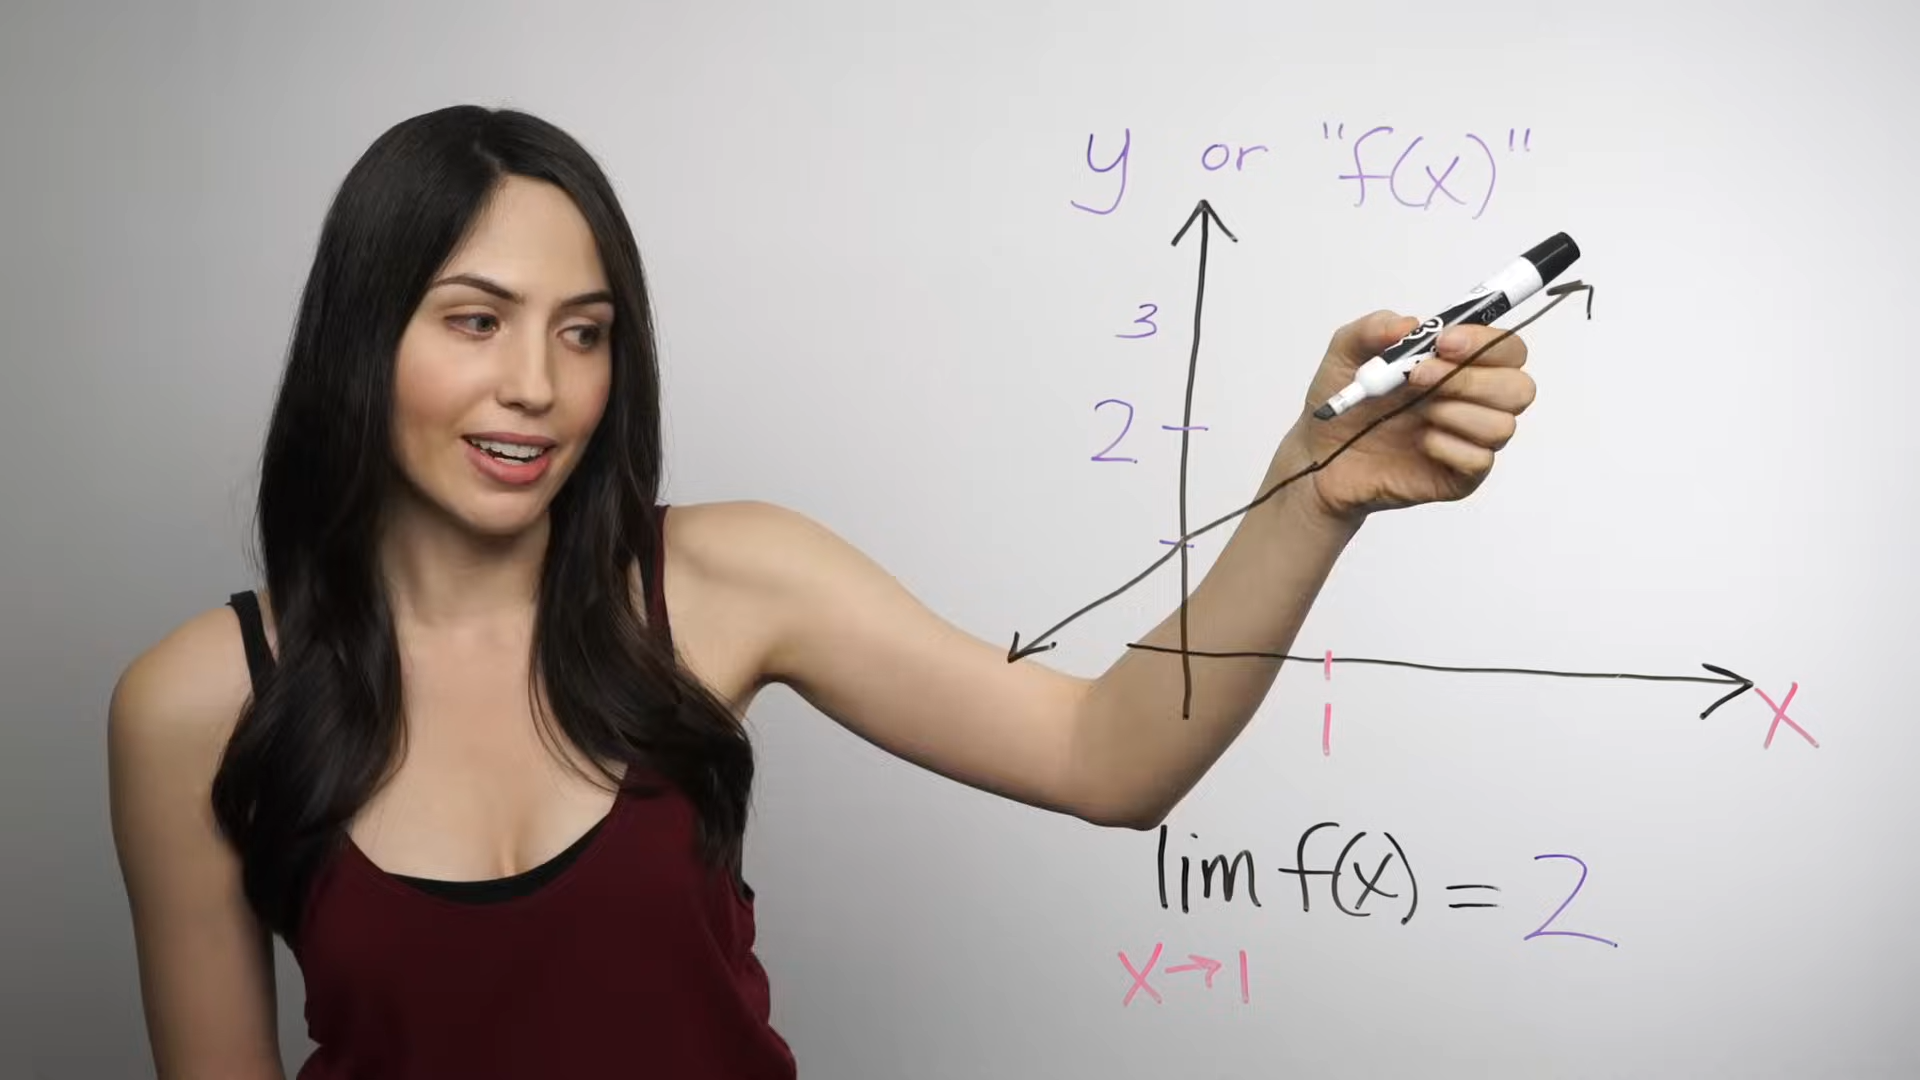 y or "f(x)"
3
2
1
x
lim f(x) = 2
x→1